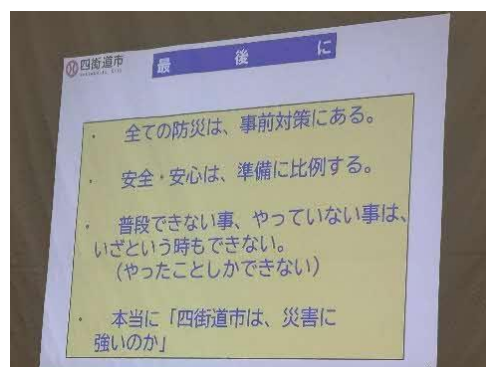 四街道市
最後に
・ 全ての防災は、事前対策にある。
・ 安全・安心は、準備に比例する。
・ 普段できない事、やっていない事は、
いざという時もできない。
（やったことしかできない）
・ 本当に「四街道市は、災害に
強いのか」